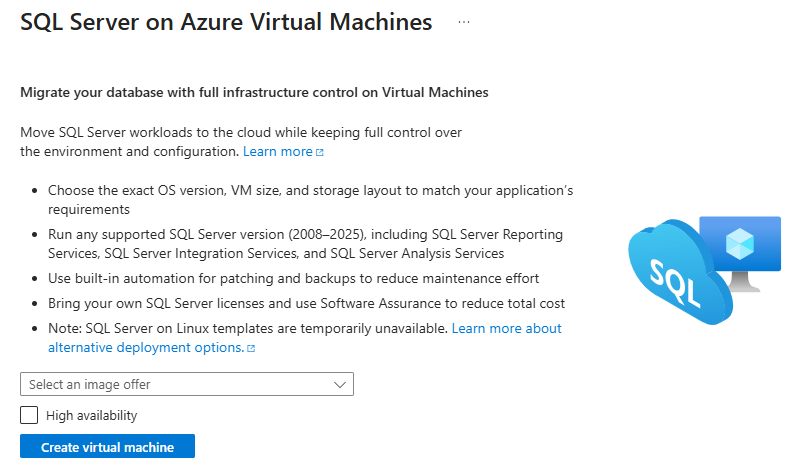 SQL Server on Azure Virtual Machines ...
Migrate your database with full infrastructure control on Virtual Machines
Move SQL Server workloads to the cloud while keeping full control over
the environment and configuration. Learn more
• Choose the exact OS version, VM size, and storage layout to match your application's
requirements
• Run any supported SQL Server version (2008–2025), including SQL Server Reporting
Services, SQL Server Integration Services, and SQL Server Analysis Services
• Use built-in automation for patching and backups to reduce maintenance effort
• Bring your own SQL Server licenses and use Software Assurance to reduce total cost
• Note: SQL Server on Linux templates are temporarily unavailable. Learn more about
alternative deployment options.
SQL
Select an image offer
High availability
Create virtual machine